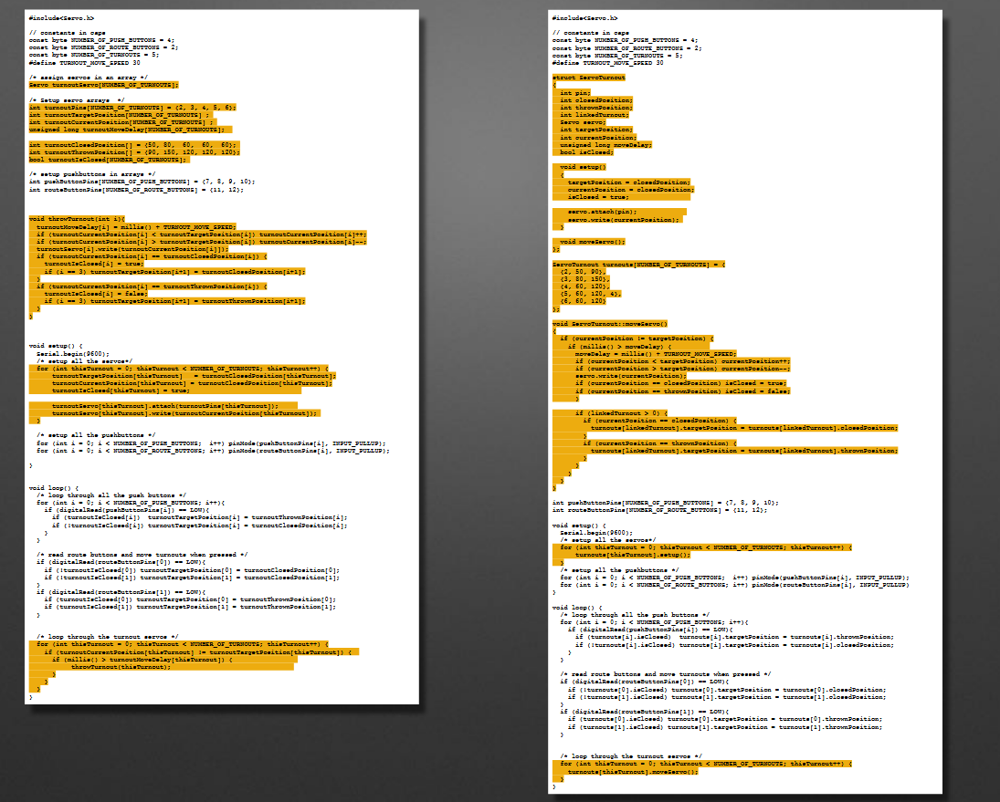 #include<Servo.h>
// constants in caps
const byte NUMBER_OF_PUSH_BUTTONS = 4;
const byte NUMBER_OF_ROUTE_BUTTONS = 2;
const byte NUMBER_OF_TURNOUTS = 5;
#define TURNOUT_MOVE_SPEED 30
/* assign servos in an array */
Servo turnoutServo[NUMBER_OF_TURNOUTS];
/* Setup servo arrays  */
int turnoutPins[NUMBER_OF_TURNOUTS] = {2, 3, 4, 5, 6};
int turnoutTargetPosition[NUMBER_OF_TURNOUTS] ;
int turnoutCurrentPosition[NUMBER_OF_TURNOUTS] ;
unsigned long turnoutMoveDelay[NUMBER_OF_TURNOUTS];
int turnoutClosedPosition[] = {50, 80,  60,  60,  60};
int turnoutThrownPosition[] = {90, 150, 120, 120, 120};
bool turnoutIsClosed[NUMBER_OF_TURNOUTS];
/* setup pushbuttons in arrays */
int pushButtonPins[NUMBER_OF_PUSH_BUTTONS] = {7, 8, 9, 10};
int routeButtonPins[NUMBER_OF_ROUTE_BUTTONS] = {11, 12};
void throwTurnout(int i){
  turnoutMoveDelay[i] = millis() + TURNOUT_MOVE_SPEED;
  if (turnoutCurrentPosition[i] < turnoutTargetPosition[i]) turnoutCurrentPosition[i]++;
  if (turnoutCurrentPosition[i] > turnoutTargetPosition[i]) turnoutCurrentPosition[i]--;
  turnoutServo[i].write(turnoutCurrentPosition[i]);
  if (turnoutCurrentPosition[i] == turnoutClosedPosition[i]) {
    turnoutIsClosed[i] = true;
    if (i == 3) turnoutTargetPosition[i+1] = turnoutClosedPosition[i+1];
  }
  if (turnoutCurrentPosition[i] == turnoutThrownPosition[i]) {
    turnoutIsClosed[i] = false;
    if (i == 3) turnoutTargetPosition[i+1] = turnoutThrownPosition[i+1];
  }
}
void setup() {
  Serial.begin(9600);
  /* setup all the servos*/
  for (int thisTurnout = 0; thisTurnout < NUMBER_OF_TURNOUTS; thisTurnout++) {
      turnoutTargetPosition[thisTurnout]   = turnoutClosedPosition[thisTurnout];
      turnoutCurrentPosition[thisTurnout] = turnoutClosedPosition[thisTurnout];
      turnoutIsClosed[thisTurnout] = true;
      turnoutServo[thisTurnout].attach(turnoutPins[thisTurnout]);
      turnoutServo[thisTurnout].write(turnoutCurrentPosition[thisTurnout]);
  }
  /* setup all the pushbuttons */
  for (int i = 0; i < NUMBER_OF_PUSH_BUTTONS;  i++) pinMode(pushButtonPins[i], INPUT_PULLUP);
  for (int i = 0; i < NUMBER_OF_ROUTE_BUTTONS; i++) pinMode(routeButtonPins[i], INPUT_PULLUP);
}
void loop() {
  /* loop through all the push buttons */
  for (int i = 0; i < NUMBER_OF_PUSH_BUTTONS; i++){
    if (digitalRead(pushButtonPins[i]) == LOW){
      if (turnoutIsClosed[i])  turnoutTargetPosition[i] = turnoutThrownPosition[i];
      if (!turnoutIsClosed[i]) turnoutTargetPosition[i] = turnoutClosedPosition[i];
    }
  }
  /* read route buttons and move turnouts when pressed */
  if (digitalRead(routeButtonPins[0]) == LOW){
    if (!turnoutIsClosed[0]) turnoutTargetPosition[0] = turnoutClosedPosition[0];
    if (!turnoutIsClosed[1]) turnoutTargetPosition[1] = turnoutClosedPosition[1];
  }
  if (digitalRead(routeButtonPins[1]) == LOW){
    if (turnoutIsClosed[0]) turnoutTargetPosition[0] = turnoutThrownPosition[0];
    if (turnoutIsClosed[1]) turnoutTargetPosition[1] = turnoutThrownPosition[1];
  }
  /* loop through the turnout servos */
  for (int thisTurnout = 0; thisTurnout < NUMBER_OF_TURNOUTS; thisTurnout++) {
    if (turnoutCurrentPosition[thisTurnout] != turnoutTargetPosition[thisTurnout]) {
      if (millis() > turnoutMoveDelay[thisTurnout]) {
          throwTurnout(thisTurnout);
      }
    }
  }
}
#include<Servo.h>
// constants in caps
const byte NUMBER_OF_PUSH_BUTTONS = 4;
const byte NUMBER_OF_ROUTE_BUTTONS = 2;
const byte NUMBER_OF_TURNOUTS = 5;
#define TURNOUT_MOVE_SPEED 30
struct ServoTurnout
{
  int pin;
  int closedPosition;
  int thrownPosition;
  int linkedTurnout;
  Servo servo;
  int targetPosition;
  int currentPosition;
  unsigned long moveDelay;
  bool isClosed;
  void setup()
  {
    targetPosition = closedPosition;
    currentPosition = closedPosition;
    isClosed = true;
    servo.attach(pin);
    servo.write(currentPosition);
  }
  void moveServo();
};
ServoTurnout turnouts[NUMBER_OF_TURNOUTS] = {
  {2, 50, 90},
  {3, 80, 150},
  {4, 60, 120},
  {5, 60, 120, 4},
  {6, 60, 120}
};
void ServoTurnout::moveServo()
{
  if (currentPosition != targetPosition) {
    if (millis() > moveDelay) {
      moveDelay = millis() + TURNOUT_MOVE_SPEED;
      if (currentPosition < targetPosition) currentPosition++;
      if (currentPosition > targetPosition) currentPosition--;
      servo.write(currentPosition);
      if (currentPosition == closedPosition) isClosed = true;
      if (currentPosition == thrownPosition) isClosed = false;
      }
      if (linkedTurnout > 0) {
        if (currentPosition == closedPosition) {
          turnouts[linkedTurnout].targetPosition = turnouts[linkedTurnout].closedPosition;
        }
        if (currentPosition == thrownPosition) {
          turnouts[linkedTurnout].targetPosition = turnouts[linkedTurnout].thrownPosition;
        }
      }
    }
  }
}
int pushButtonPins[NUMBER_OF_PUSH_BUTTONS] = {7, 8, 9, 10};
int routeButtonPins[NUMBER_OF_ROUTE_BUTTONS] = {11, 12};
void setup() {
  Serial.begin(9600);
  /* setup all the servos*/
  for (int thisTurnout = 0; thisTurnout < NUMBER_OF_TURNOUTS; thisTurnout++) {
      turnouts[thisTurnout].setup();
  }
  /* setup all the pushbuttons */
  for (int i = 0; i < NUMBER_OF_PUSH_BUTTONS;  i++) pinMode(pushButtonPins[i], INPUT_PULLUP);
  for (int i = 0; i < NUMBER_OF_ROUTE_BUTTONS; i++) pinMode(routeButtonPins[i], INPUT_PULLUP)
}
void loop() {
  /* loop through all the push buttons */
  for (int i = 0; i < NUMBER_OF_PUSH_BUTTONS; i++){
    if (digitalRead(pushButtonPins[i]) == LOW){
      if (turnouts[i].isClosed)  turnouts[i].targetPosition = turnouts[i].thrownPosition;
      if (!turnouts[i].isClosed) turnouts[i].targetPosition = turnouts[i].closedPosition;
    }
  }
  /* read route buttons and move turnouts when pressed */
  if (digitalRead(routeButtonPins[0]) == LOW){
    if (!turnouts[0].isClosed) turnouts[0].targetPosition = turnouts[0].closedPosition;
    if (!turnouts[1].isClosed) turnouts[1].targetPosition = turnouts[1].closedPosition;
  }
  if (digitalRead(routeButtonPins[1]) == LOW){
    if (turnouts[0].isClosed) turnouts[0].targetPosition = turnouts[0].thrownPosition;
    if (turnouts[1].isClosed) turnouts[1].targetPosition = turnouts[1].thrownPosition;
  }
  /* loop through the turnout servos */
  for (int thisTurnout = 0; thisTurnout < NUMBER_OF_TURNOUTS; thisTurnout++) {
    turnouts[thisTurnout].moveServo();
  }
}